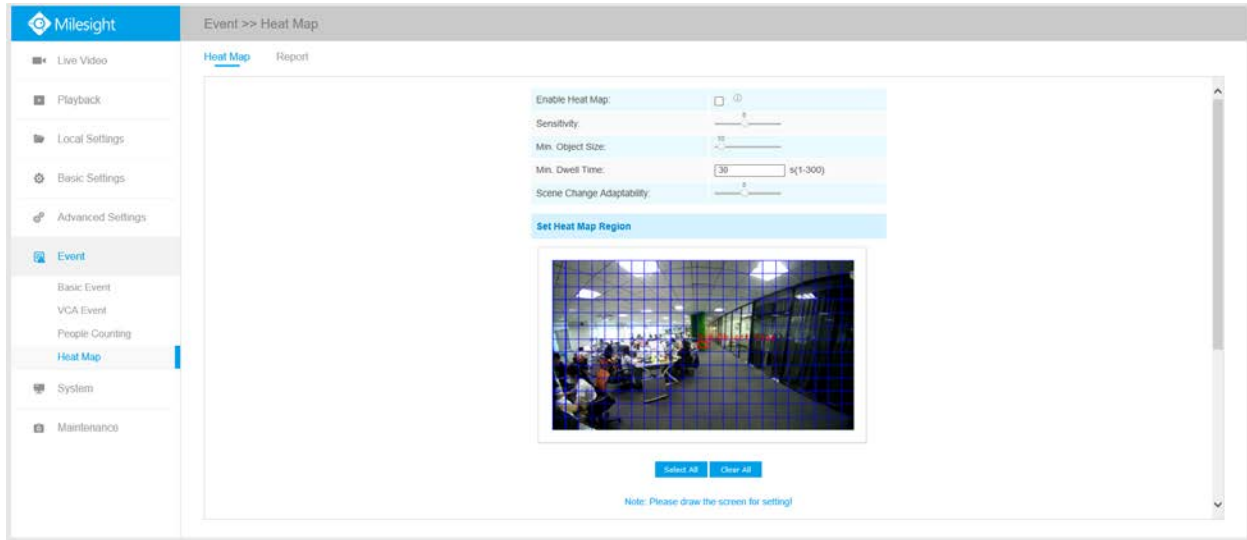 Milesight
Event >> Heat Map
Live Video
Playback
Local Settings
Basic Settings
Advanced Settings
Event
Basic Event
VCA Event
People Counting
Heat Map
System
Maintenance
Heat Map Report
Enable Heat Map:
Sensitivity:
Min. Object Size: 10
Min. Dwell Time: 30 s(1-300)
Scene Change Adaptability:
Set Heat Map Region
Select All Clear All
Note: Please draw the screen for setting!